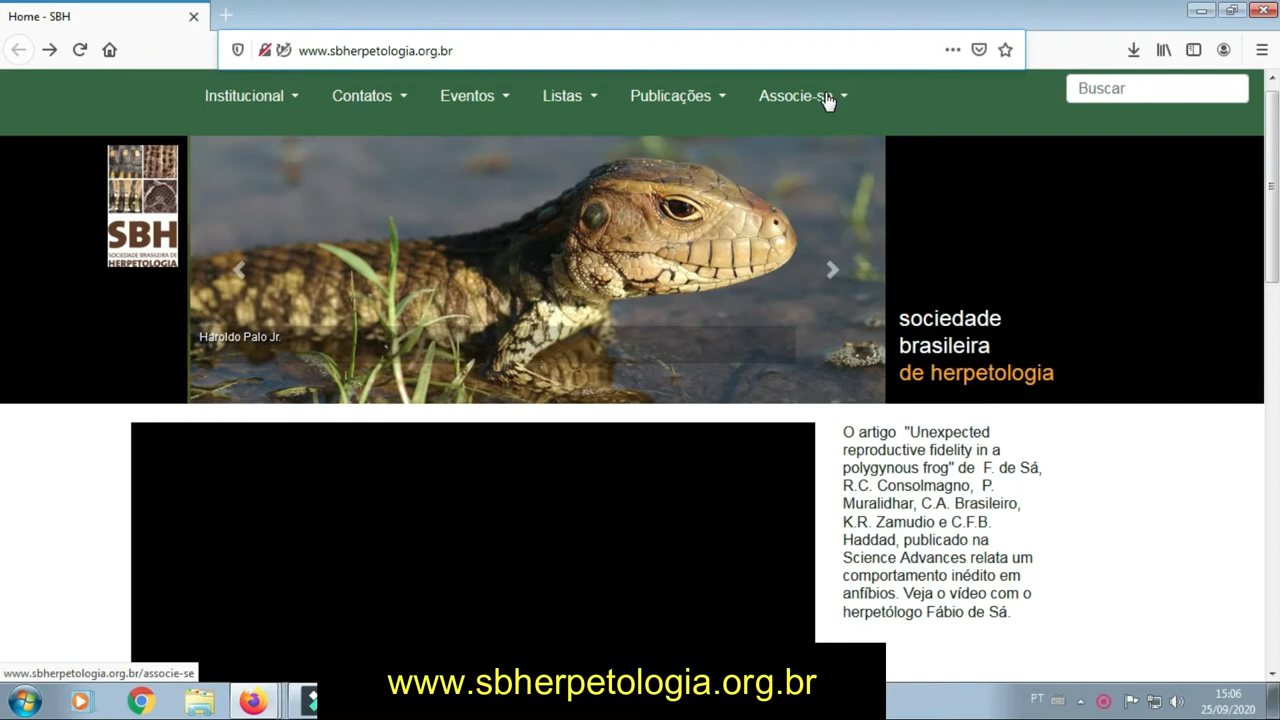 Home - SBH
www.sbherpetologia.org.br
Institucional
Contatos
Eventos
Listas
Publicações
Associe-se
Buscar
SBH
SOCIEDADE BRASILEIRA DE
HERPETOLOGIA
Haroldo Palo Jr.
sociedade
brasileira
de herpetologia
O artigo "Unexpected
reproductive fidelity in a
polygynous frog" de F. de Sá,
R.C. Consolmagno, P.
Muralidhar, C.A. Brasileiro,
K.R. Zamudio e C.F.B.
Haddad, publicado na
Science Advances relata um
comportamento inédito em
anfíbios. Veja o vídeo com o
herpetólogo Fábio de Sá.
www.sbherpetologia.org.br/associe-se
www.sbherpetologia.org.br
PT
15:06
25/09/2020